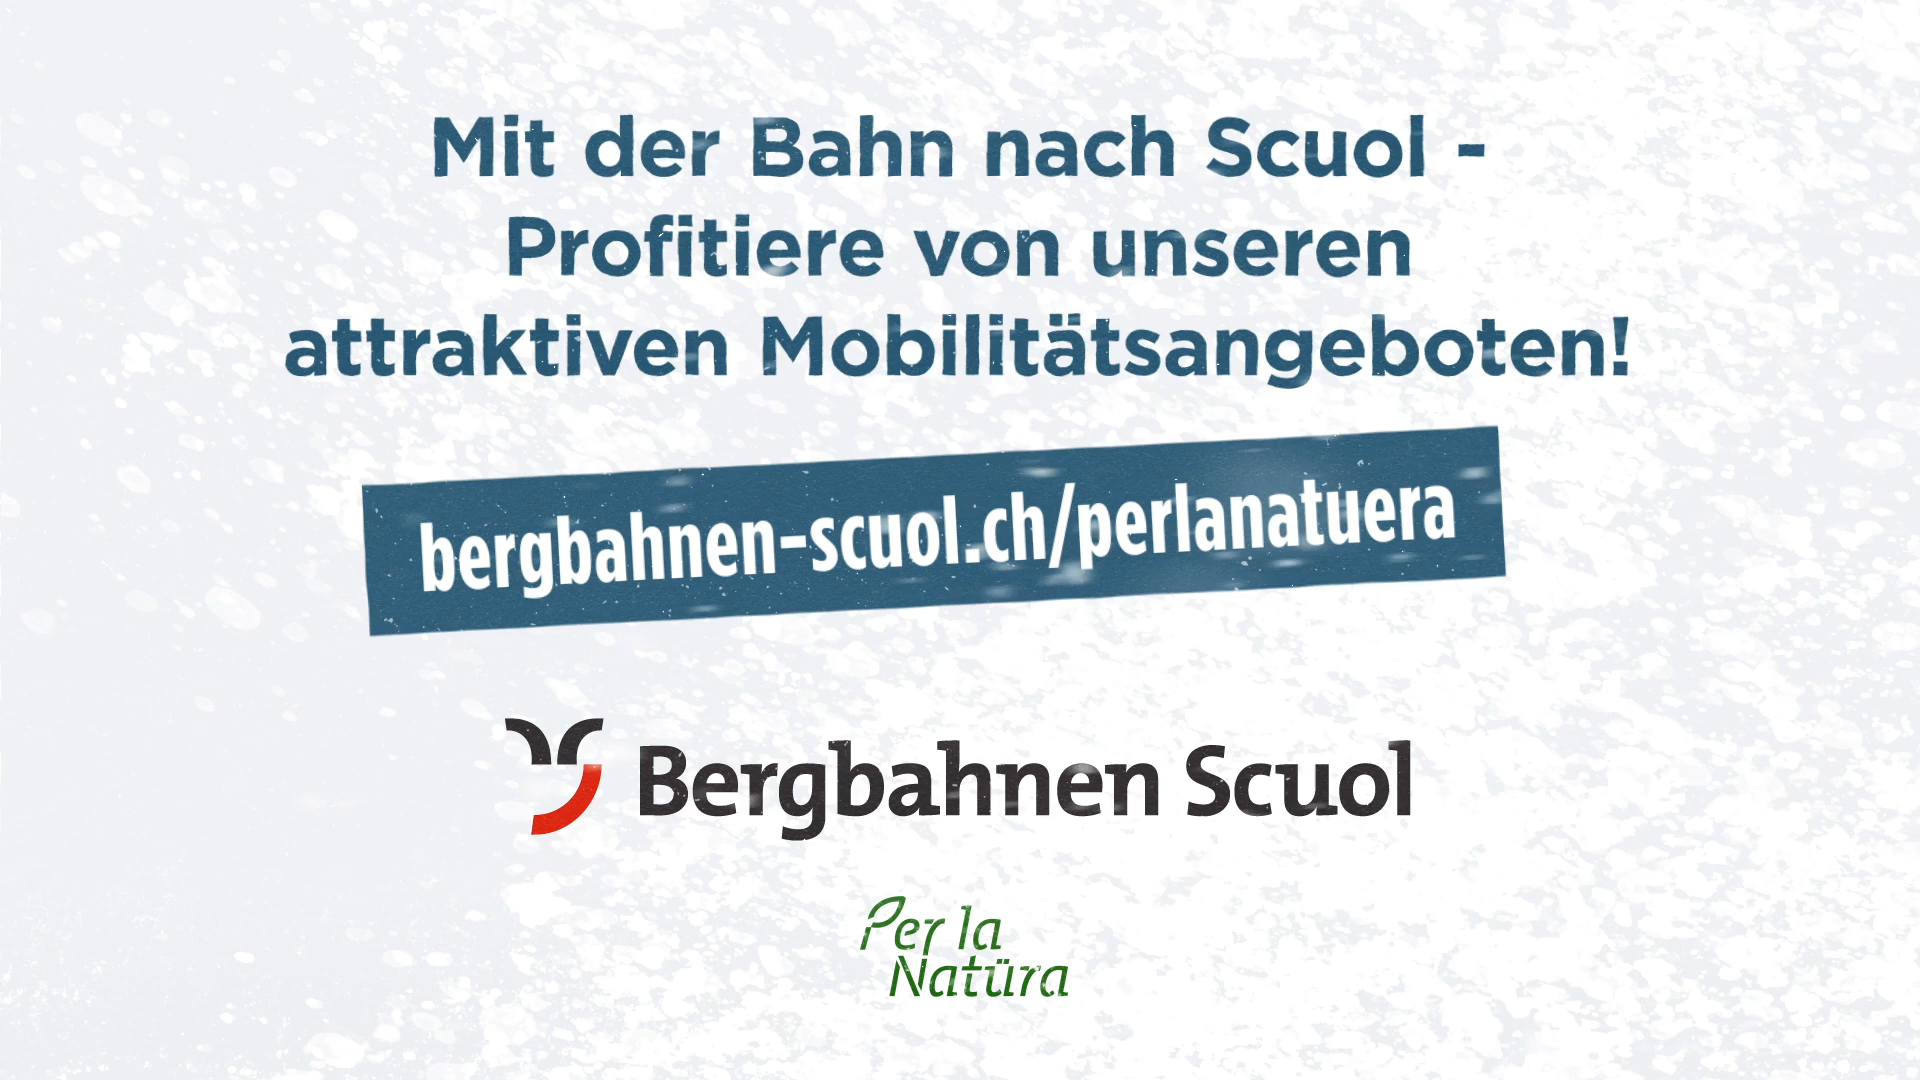 Mit der Bahn nach Scuol -
Profitiere von unseren
attraktiven Mobilitätsangeboten!
bergbahnen-scuol.ch/perlanatuera
Bergbahnen Scuol
Per la
Natüra